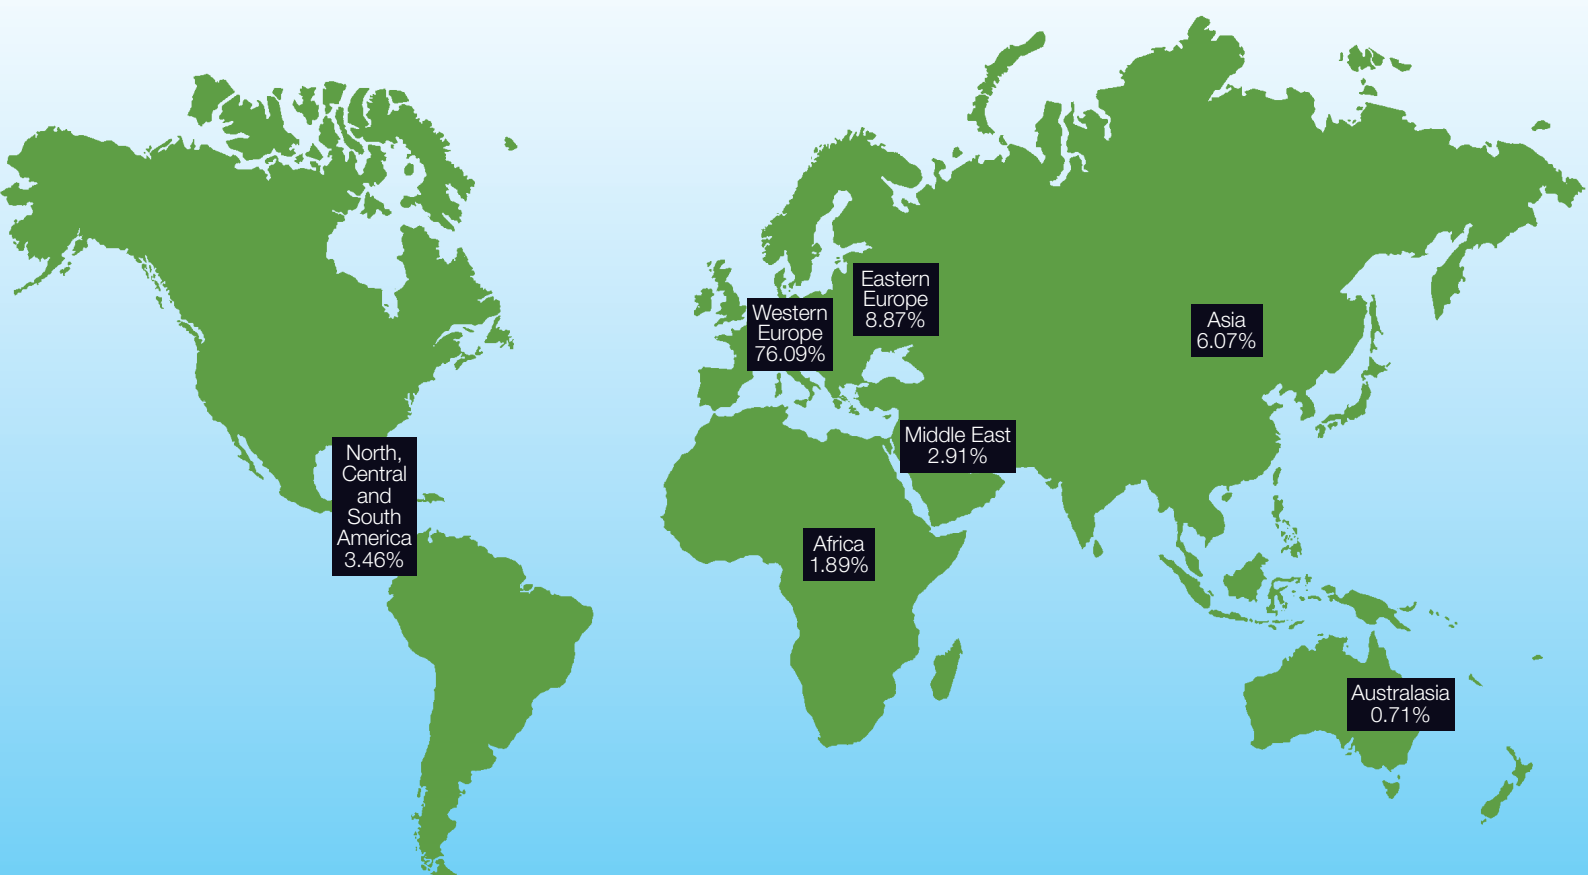 Eastern
Europe
8.87%
Western
Europe
76.09%
Asia
6.07%
Middle East
2.91%
North,
Central
and
South
America
3.46%
Africa
1.89%
Australasia
0.71%